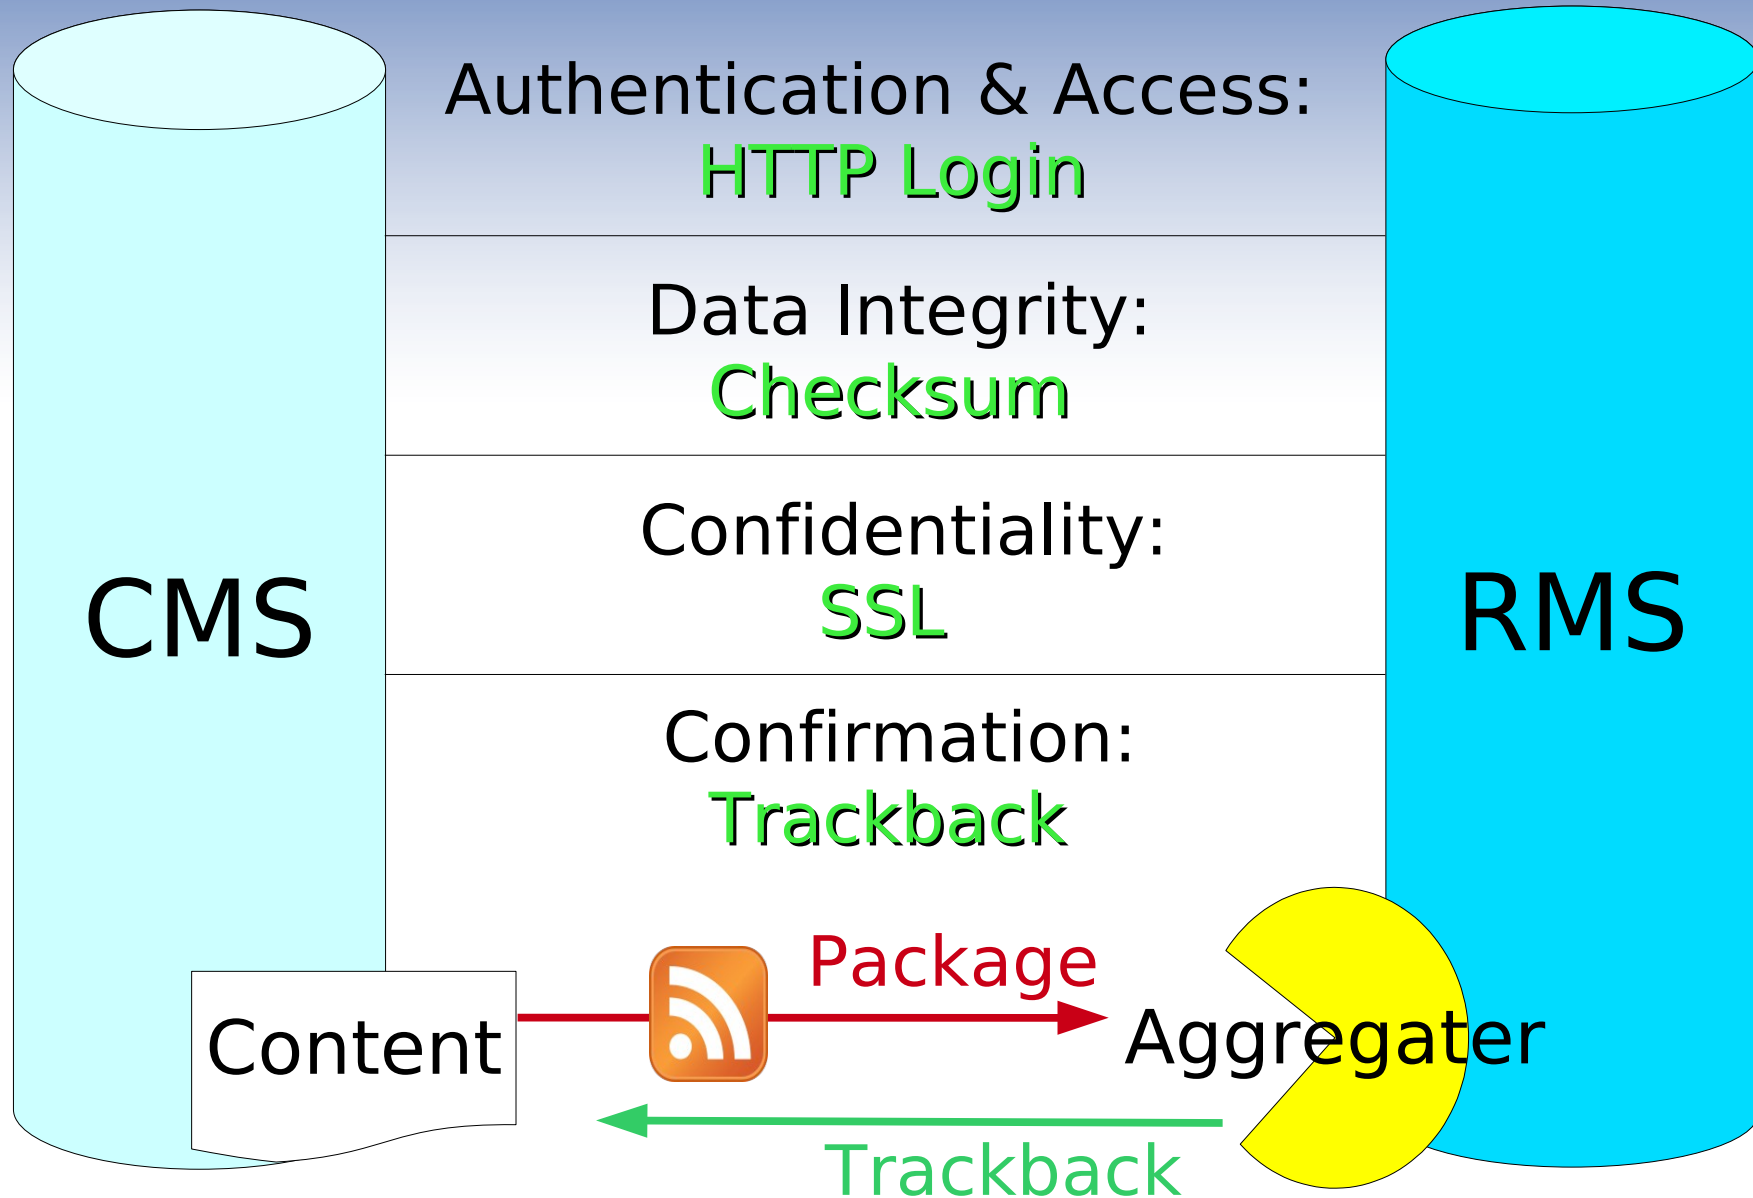 Authentication & Access:
HTTP Login
Data Integrity:
Checksum
Confidentiality:
SSL
CMS
RMS
Confirmation:
Trackback
Package
Content
Aggregater
Trackback